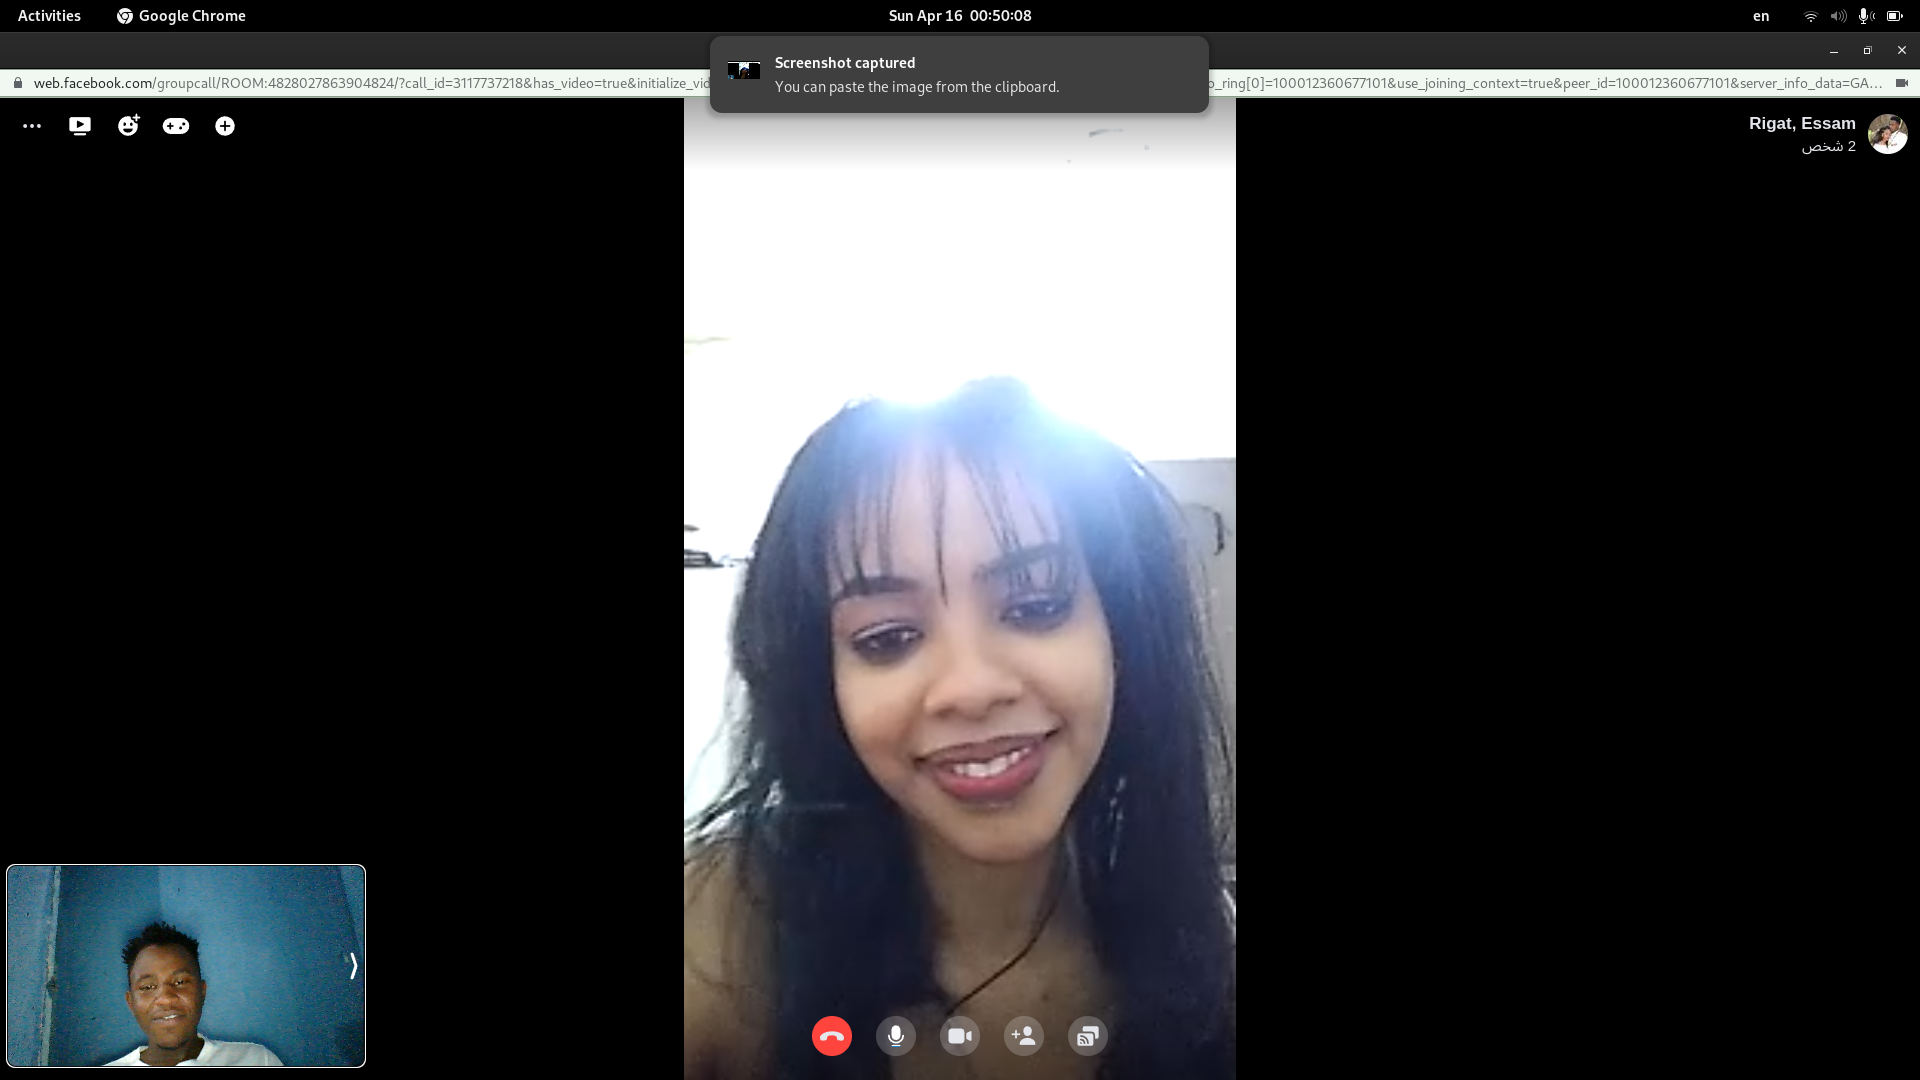 Activities
Google Chrome
Sun Apr 16 00:50:08
en
Screenshot captured
You can paste the image from the clipboard.
web.facebook.com/groupcall/ROOM:4828027863904824/?call_id=3117737218&has_video=true&initialize_vid
o_ring[0]=100012360677101&use_joining_context=true&peer_id=100012360677101&server_info_data=GA...
Rigat, Essam
2 شخص